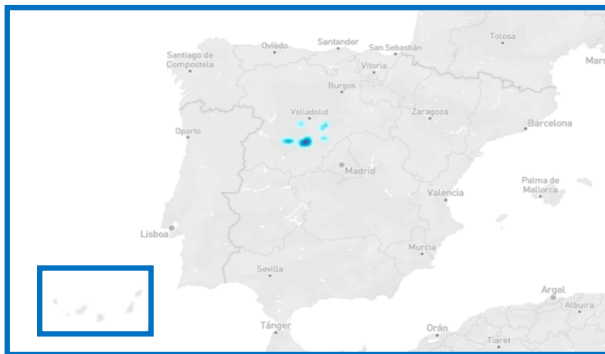 Oviedo
Santander
San Sebastián
Tolosa
Santiago de
Compostela
Vitoria
Mars
Burgos
Valladolid
Zaragoza
Barcelona
Oporto
Madrid
Palma de
Mallorca
Valencia
Lisboa
Murcia
Sevilla
Argel
Albuira
Tánger
Orán
Tiaret